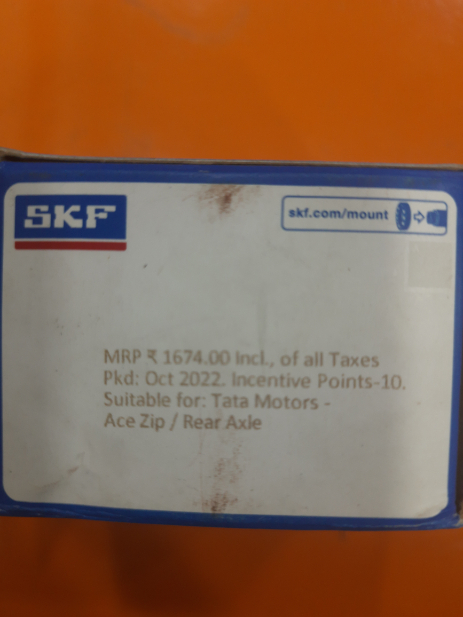 SKF
skf.com/mount
MRP ₹ 1674.00 Incl., of all Taxes
Pkd: Oct 2022. Incentive Points-10.
Suitable for: Tata Motors -
Ace Zip / Rear Axle